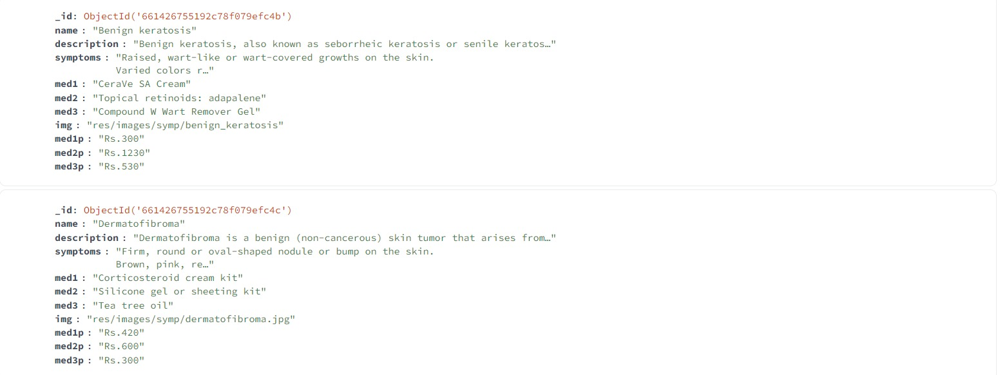 _id: ObjectId('661426755192c78f079efc4b')
name : "Benign keratosis"
description : "Benign keratosis, also known as seborrheic keratosis or senile keratos…"
symptoms : "Raised, wart-like or wart-covered growths on the skin.
Varied colors r…"
med1 : "CeraVe SA Cream"
med2 : "Topical retinoids: adapalene"
med3 : "Compound W Wart Remover Gel"
img : "res/images/symp/benign_keratosis"
med1p : "Rs.300"
med2p : "Rs.1230"
med3p : "Rs.530"
_id: ObjectId('661426755192c78f079efc4c')
name : "Dermatofibroma"
description : "Dermatofibroma is a benign (non-cancerous) skin tumor that arises from…"
symptoms : "Firm, round or oval-shaped nodule or bump on the skin.
Brown, pink, re…"
med1 : "Corticosteroid cream kit"
med2 : "Silicone gel or sheeting kit"
med3 : "Tea tree oil"
img : "res/images/symp/dermatofibroma.jpg"
med1p : "Rs.420"
med2p : "Rs.600"
med3p : "Rs.300"